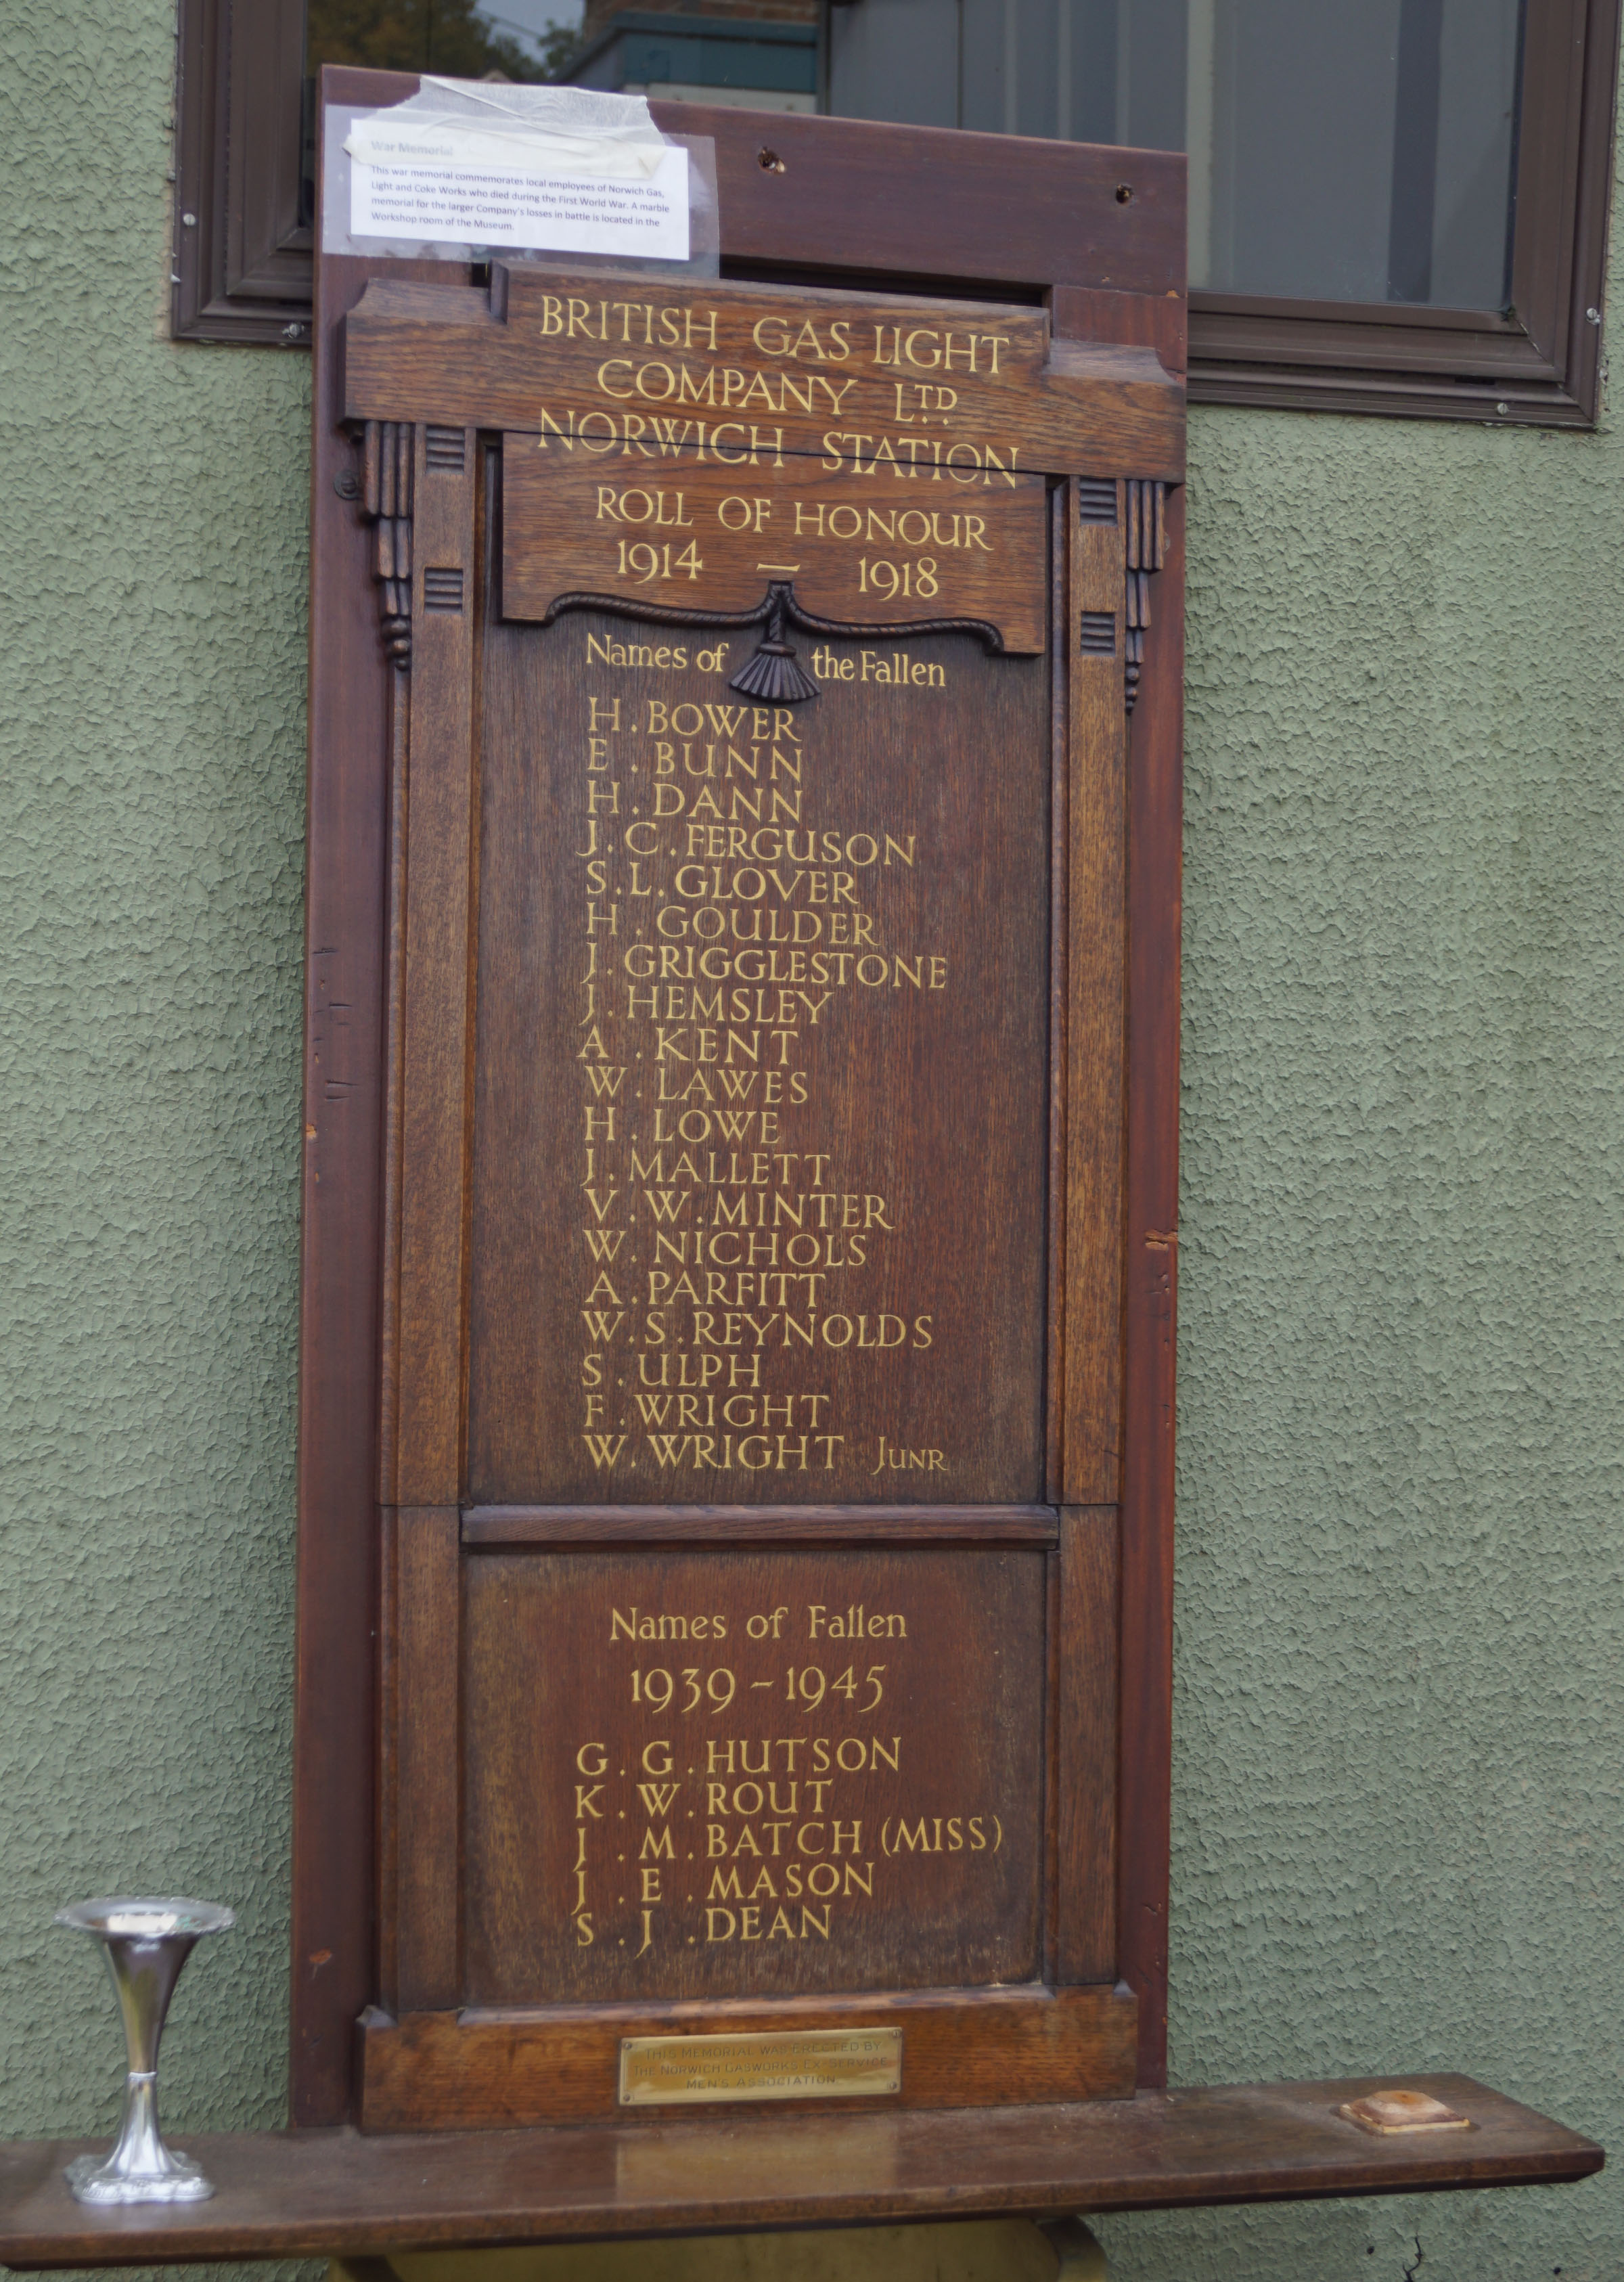 War Memorial
This war memorial commemorates local employees of Norwich Gas,
Light and Coke Works who died during the First World War. A marble
memorial for the larger Company's losses in battle is located in the
Workshop room of the Museum.
BRITISH GAS LIGHT
COMPANY LTD.
NORWICH STATION
ROLL OF HONOUR
1914 — 1918
Names of the Fallen
H. BOWER
E. BUNN
H. DANN
J. C. FERGUSON
S. L. GLOVER
H. GOULDER
J. GRIGGLESTONE
J. HEMSLEY
A. KENT
W. LAWES
H. LOWE
J. MALLETT
V. W. MINTER
W. NICHOLS
A. PARFITT
W. S. REYNOLDS
S. ULPH
F. WRIGHT
W. WRIGHT JUNR
Names of Fallen
1939 - 1945
G. G. HUTSON
K. W. ROUT
J. M. BATCH (MISS)
J. E. MASON
S. J. DEAN
THIS MEMORIAL WAS ERECTED BY
THE NORWICH GASWORKS EX-SERVICE
MEN'S ASSOCIATION.